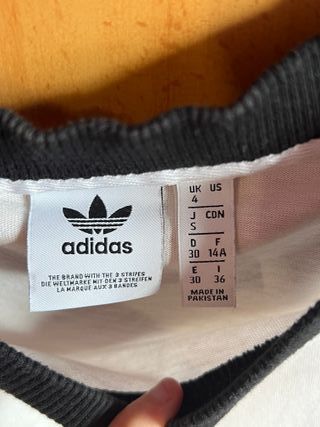 adidas
THE BRAND WITH THE 3 STRIPES
DIE WELTMARKE MIT DEN 3 STREIFEN
LA MARQUE AUX 3 BANDES
UK US
4
J CDN
S
D F
30 14A
E I
30 36
MADE IN
PAKISTAN